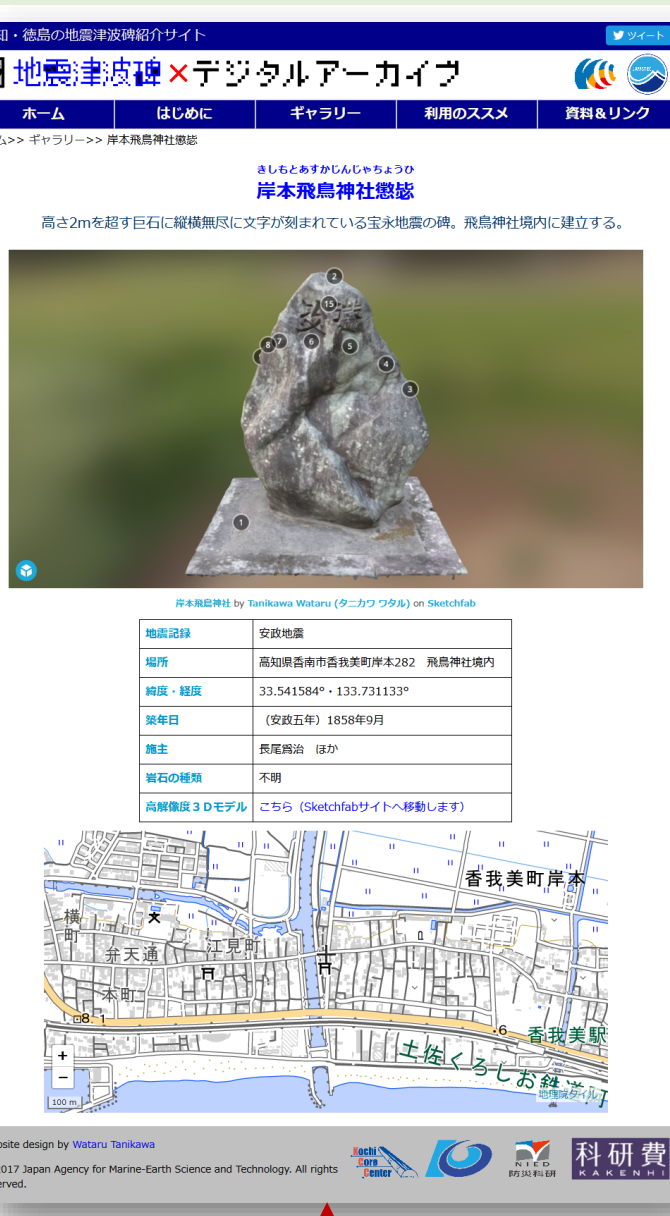 知・徳島の地震津波碑紹介サイト
ツイート
地震津波碑×デジタルアーカイヴ
ホーム
はじめに
ギャラリー
利用のススメ
資料＆リンク
ム>> ギャラリー>> 岸本飛鳥神社懲毖
きしもとあすかじんじゃちょうひ
岸本飛鳥神社懲毖
高さ2mを超す巨石に縦横無尽に文字が刻まれている宝永地震の碑。飛鳥神社境内に建立する。
2
15
8
7
6
5
4
3
1
岸本飛鳥神社 by Tanikawa Wataru (タニカワ ワタル) on Sketchfab
地震記録 安政地震
場所 高知県香南市香我美町岸本282　飛鳥神社境内
緯度・経度 33.541584°・133.731133°
築年日 （安政五年）1858年9月
施主 長尾爲治　ほか
岩石の種類 不明
高解像度３Dモデル こちら（Sketchfabサイトへ移動します）
香我美町岸本
横町
弁天通
江見町
本町
8.1
.6
香我美駅
土佐くろしお鉄道
+
−
100 m
地理院タイル
bsite design by Wataru Tanikawa
2017 Japan Agency for Marine-Earth Science and Technology. All rights
erved.
Kochi
Core
Center
NIED
防災科研
科研費
KAKENHI